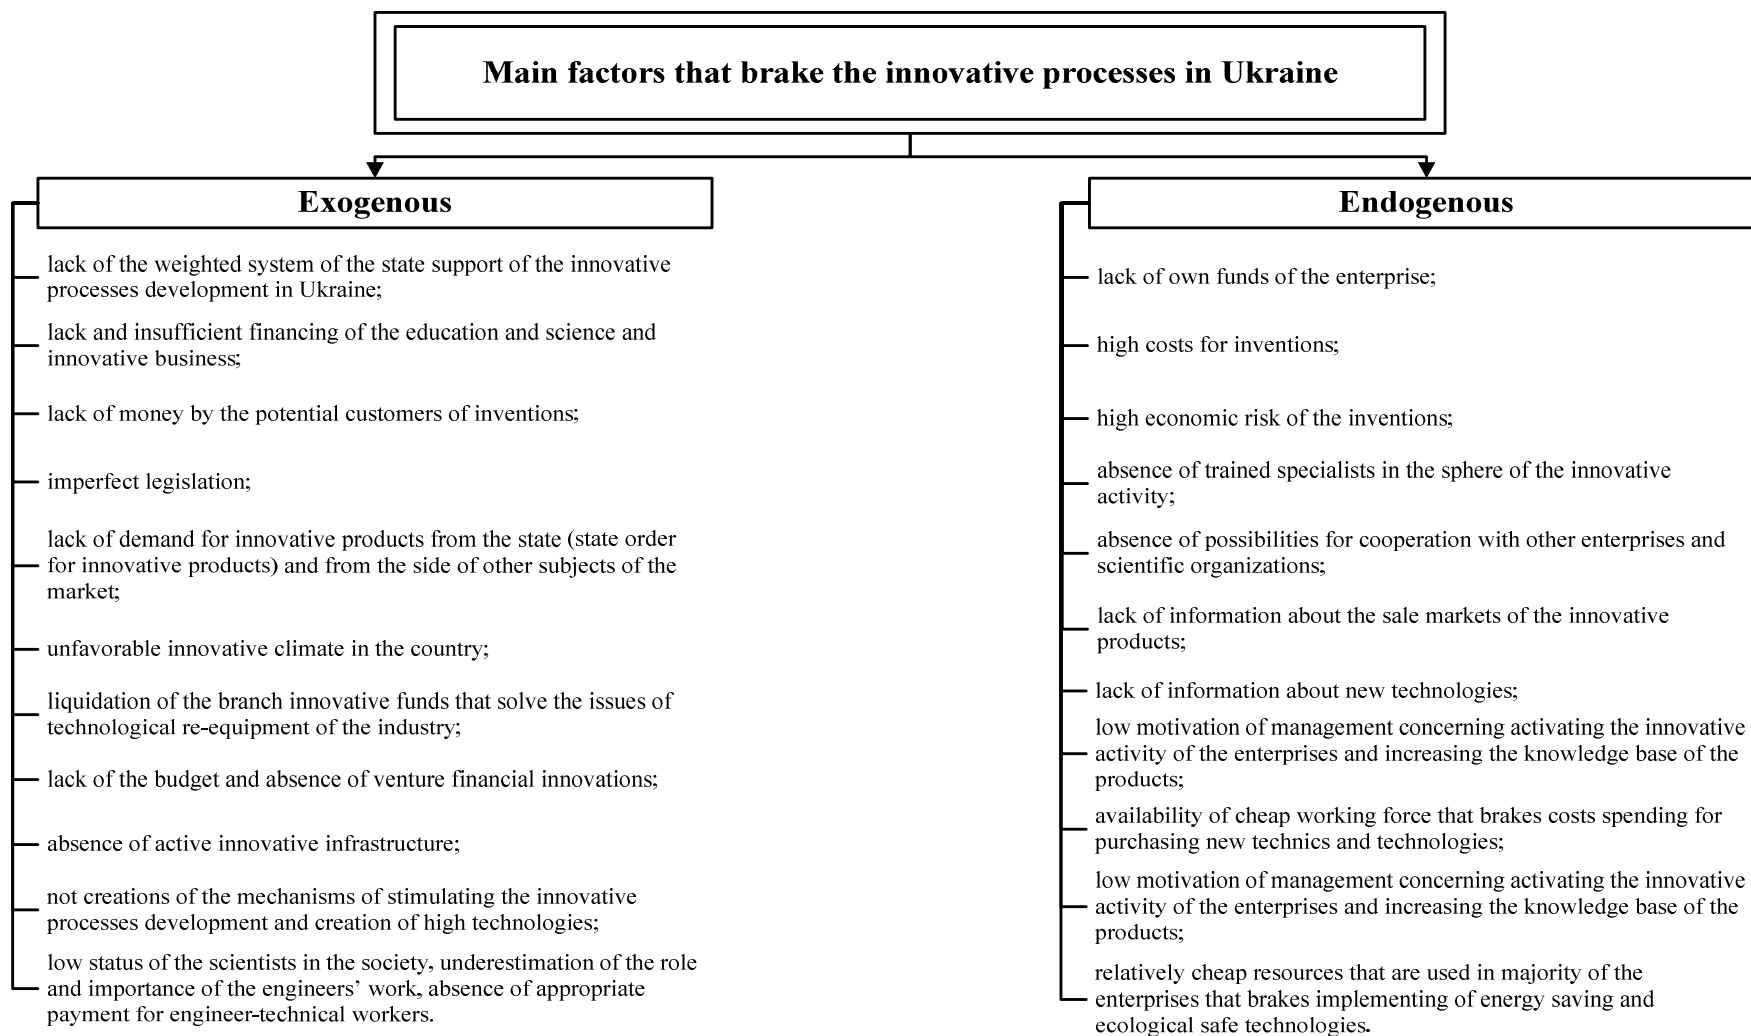 Main factors that brake the innovative processes in Ukraine
Exogenous
lack of the weighted system of the state support of the innovative
processes development in Ukraine;
lack and insufficient financing of the education and science and
innovative business;
lack of money by the potential customers of inventions;
imperfect legislation;
lack of demand for innovative products from the state (state order
for innovative products) and from the side of other subjects of the
market;
unfavorable innovative climate in the country;
liquidation of the branch innovative funds that solve the issues of
technological re-equipment of the industry;
lack of the budget and absence of venture financial innovations;
absence of active innovative infrastructure;
not creations of the mechanisms of stimulating the innovative
processes development and creation of high technologies;
low status of the scientists in the society, underestimation of the role
and importance of the engineers’ work, absence of appropriate
payment for engineer-technical workers.
Endogenous
lack of own funds of the enterprise;
high costs for inventions;
high economic risk of the inventions;
absence of trained specialists in the sphere of the innovative
activity;
absence of possibilities for cooperation with other enterprises and
scientific organizations;
lack of information about the sale markets of the innovative
products;
lack of information about new technologies;
low motivation of management concerning activating the innovative
activity of the enterprises and increasing the knowledge base of the
products;
availability of cheap working force that brakes costs spending for
purchasing new technics and technologies;
low motivation of management concerning activating the innovative
activity of the enterprises and increasing the knowledge base of the
products;
relatively cheap resources that are used in majority of the
enterprises that brakes implementing of energy saving and
ecological safe technologies.